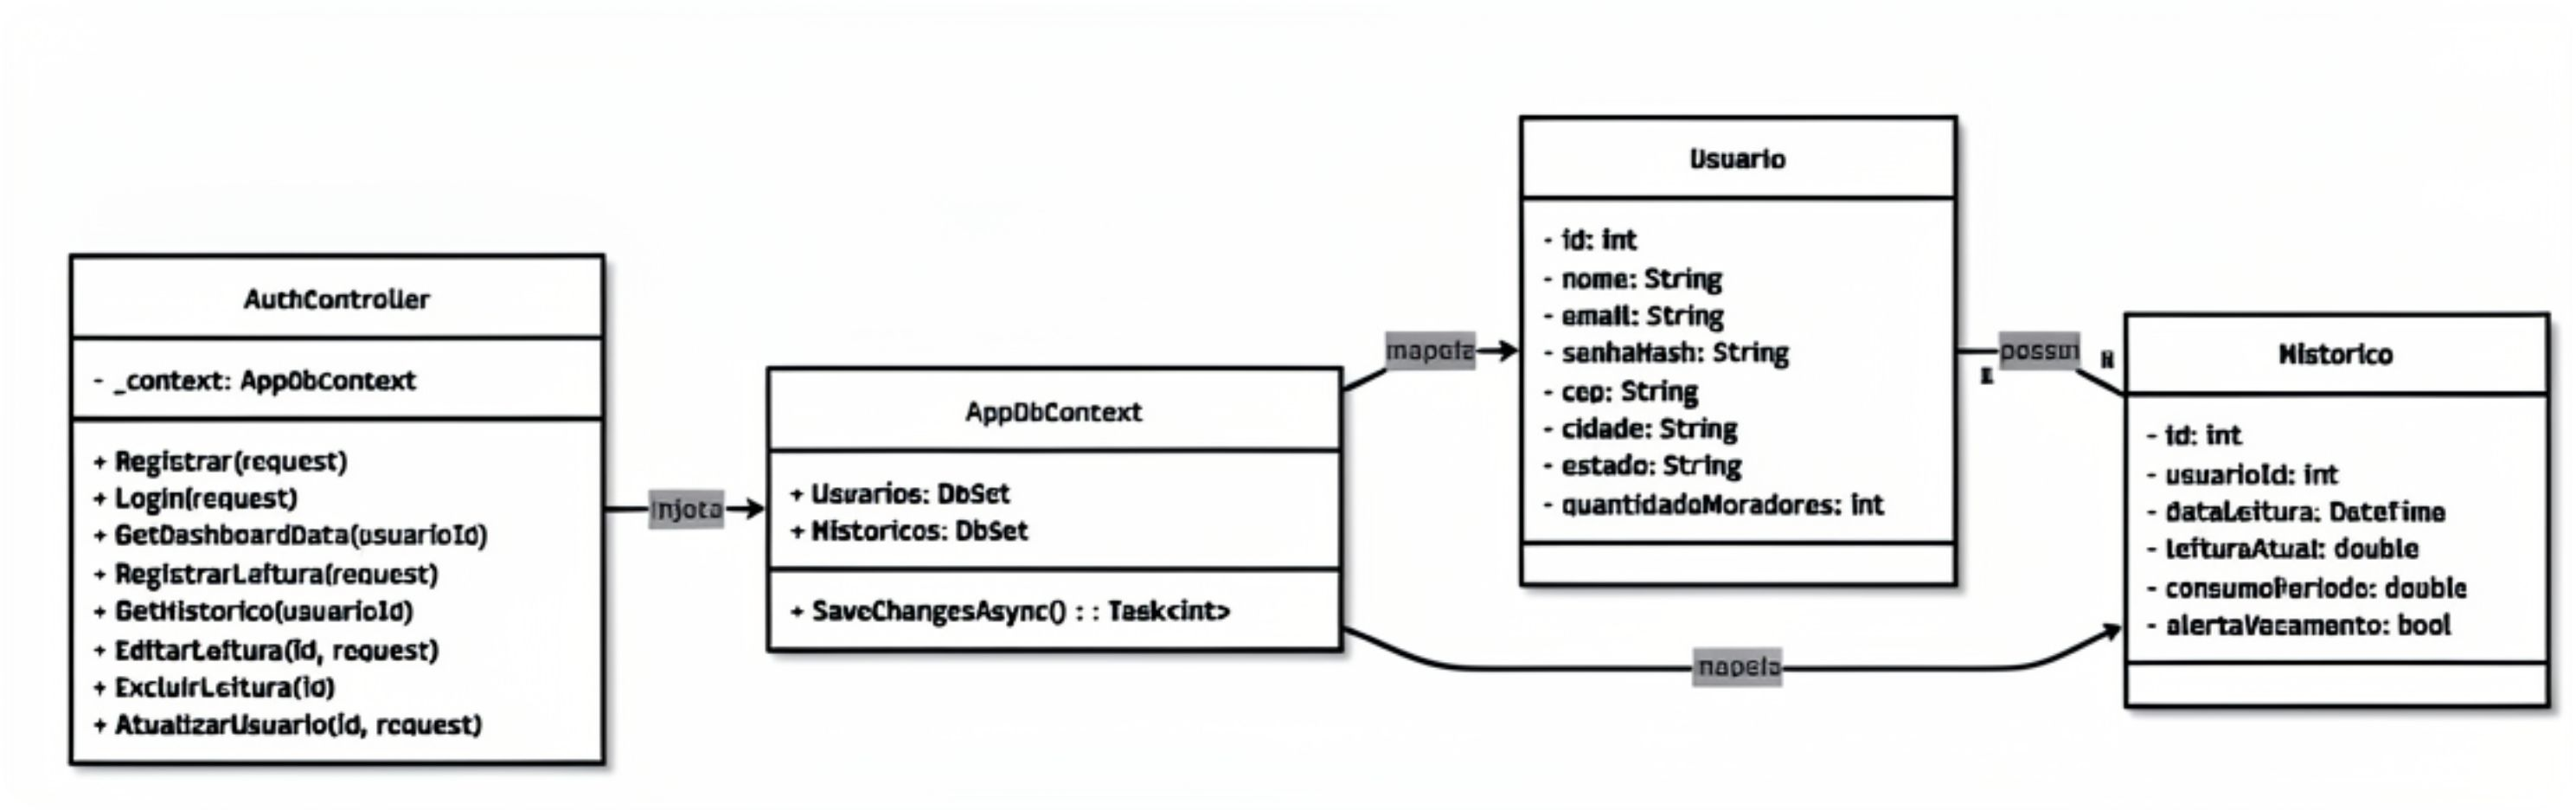 AuthController
- _context: AppDbContext
+ Registrar(request)
+ Login(request)
+ GetDashboardData(usuarioId)
+ RegistrarLeitura(request)
+ GetHistorico(usuarioId)
+ EditarLeitura(id, request)
+ ExcluirLeitura(id)
+ AtualizarUsuario(id, request)
injeta
AppDbContext
+ Usuarios: DbSet
+ Historicos: DbSet
+ SaveChangesAsync() : : Task<int>
mapeia
Usuario
- id: int
- nome: String
- email: String
- senhaHash: String
- cep: String
- cidade: String
- estado: String
- quantidadeMoradores: int
possui
mapeia
Historico
- id: int
- usuarioId: int
- dataLeitura: DateTime
- leituraAtual: double
- consumoPeriodo: double
- alertaVazamento: bool